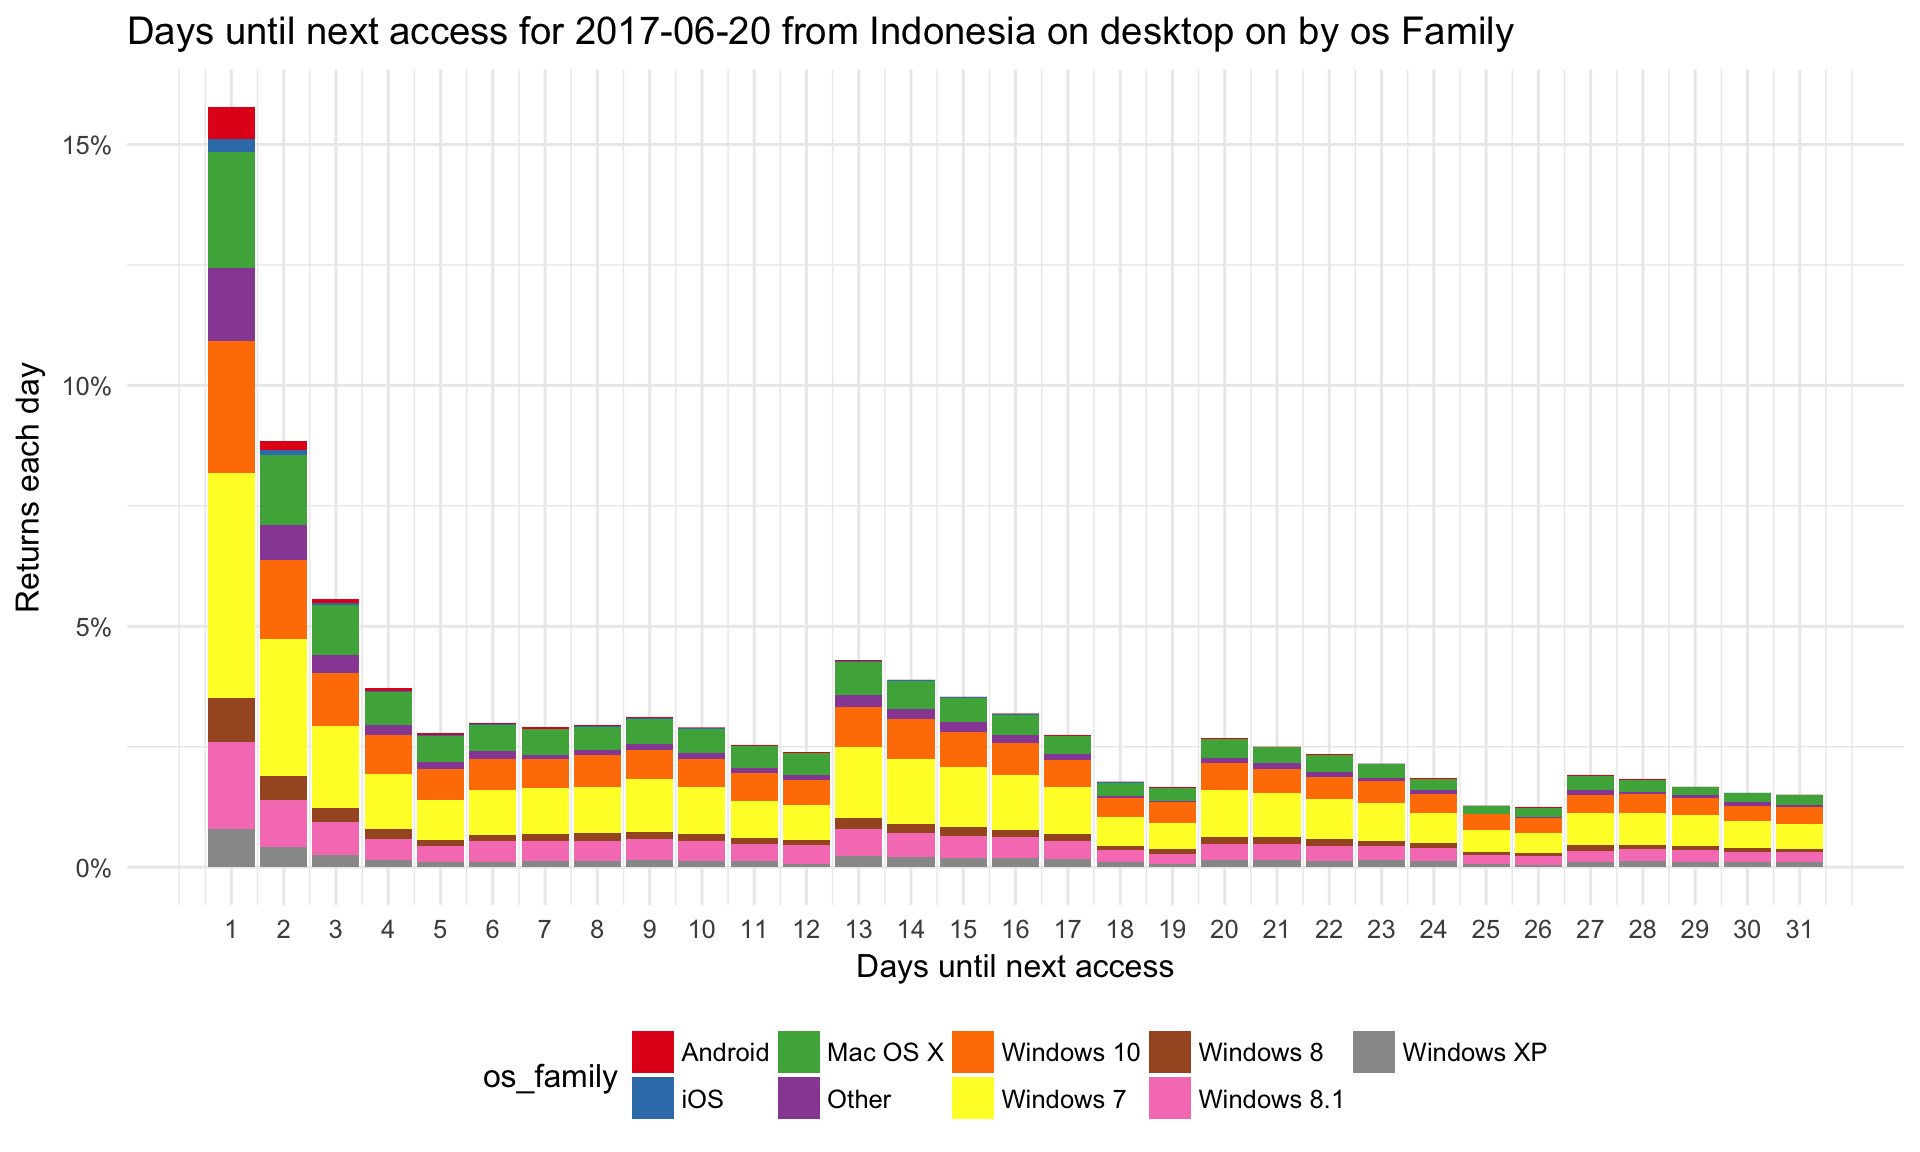 Days until next access for 2017-06-20 from Indonesia on desktop on by os Family
Returns each day
15%
10%
5%
0%
1 2 3 4 5 6 7 8 9 10 11 12 13 14 15 16 17 18 19 20 21 22 23 24 25 26 27 28 29 30 31
Days until next access
os_family
Android Mac OS X Windows 10 Windows 8 Windows XP
iOS Other Windows 7 Windows 8.1